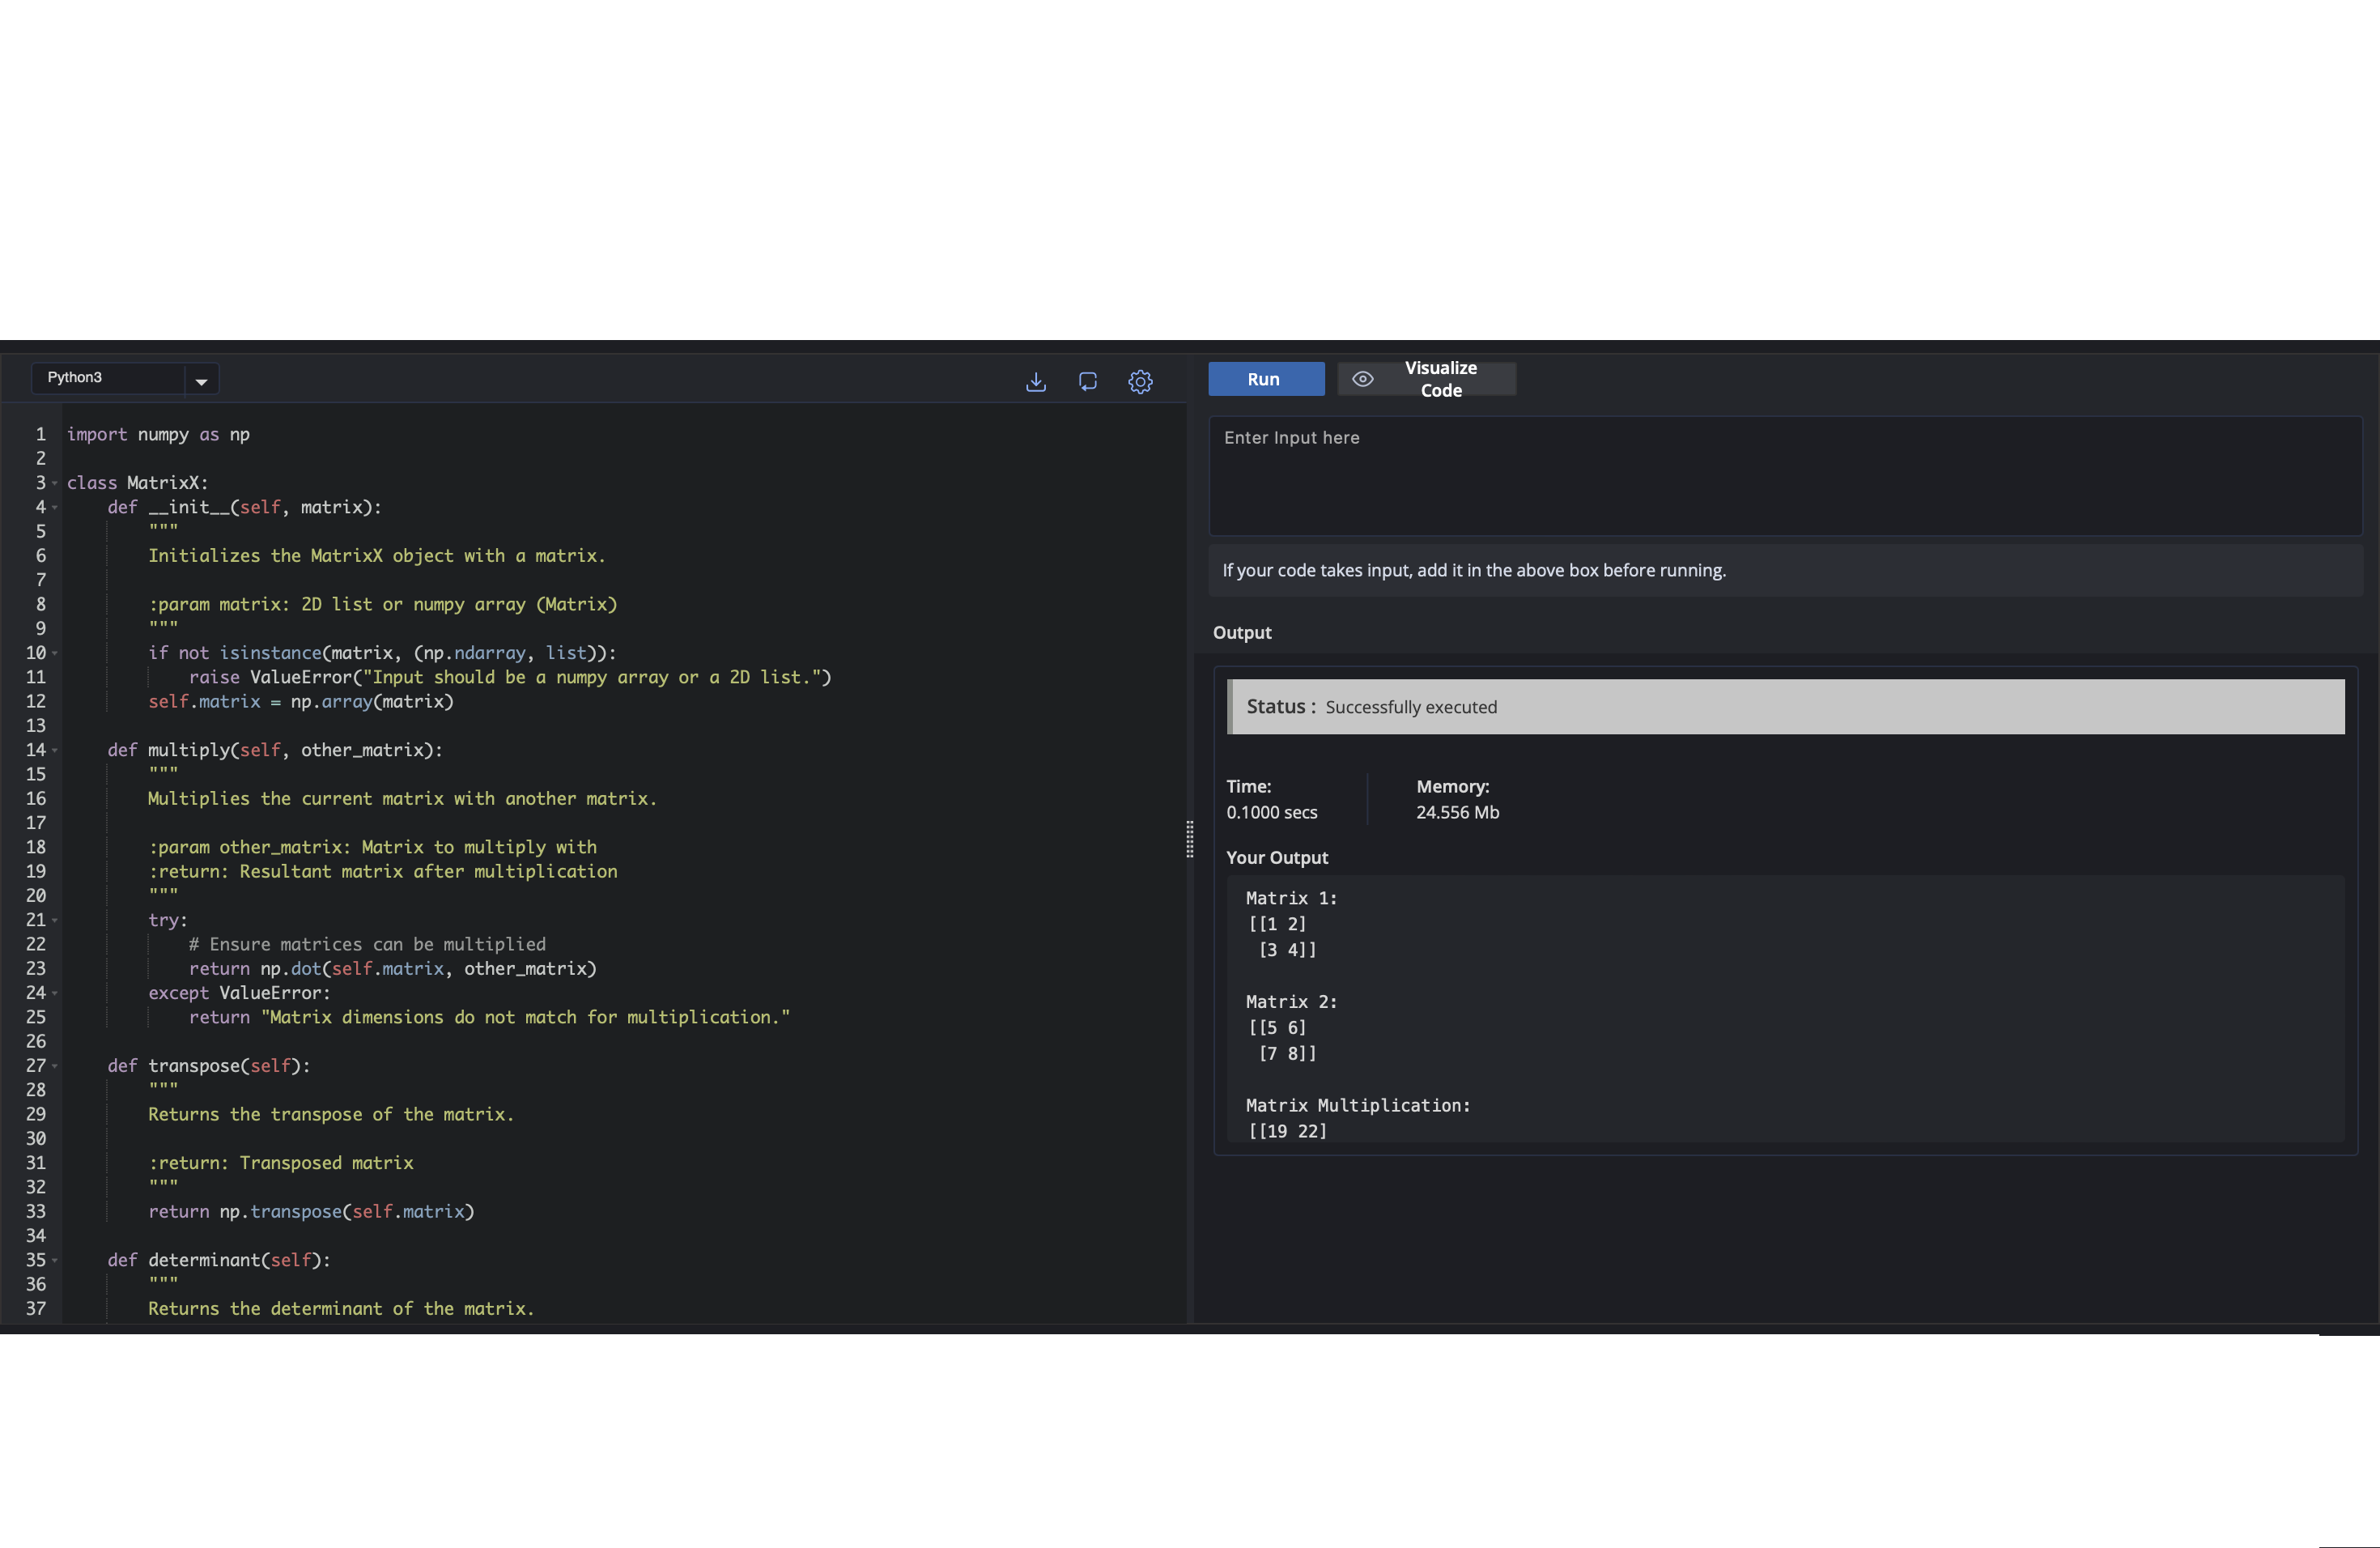 Python3
1 import numpy as np
2
3 class MatrixX:
4     def __init__(self, matrix):
5         """
6         Initializes the MatrixX object with a matrix.
7
8         :param matrix: 2D list or numpy array (Matrix)
9         """
10         if not isinstance(matrix, (np.ndarray, list)):
11             raise ValueError("Input should be a numpy array or a 2D list.")
12         self.matrix = np.array(matrix)
13
14     def multiply(self, other_matrix):
15         """
16         Multiplies the current matrix with another matrix.
17
18         :param other_matrix: Matrix to multiply with
19         :return: Resultant matrix after multiplication
20         """
21         try:
22             # Ensure matrices can be multiplied
23             return np.dot(self.matrix, other_matrix)
24         except ValueError:
25             return "Matrix dimensions do not match for multiplication."
26
27     def transpose(self):
28         """
29         Returns the transpose of the matrix.
30
31         :return: Transposed matrix
32         """
33         return np.transpose(self.matrix)
34
35     def determinant(self):
36         """
37         Returns the determinant of the matrix.
Run
Visualize
Code
Enter Input here
If your code takes input, add it in the above box before running.
Output
Status : Successfully executed
Time:
0.1000 secs
Memory:
24.556 Mb
Your Output
Matrix 1:
[[1 2]
 [3 4]]
Matrix 2:
[[5 6]
 [7 8]]
Matrix Multiplication:
[[19 22]